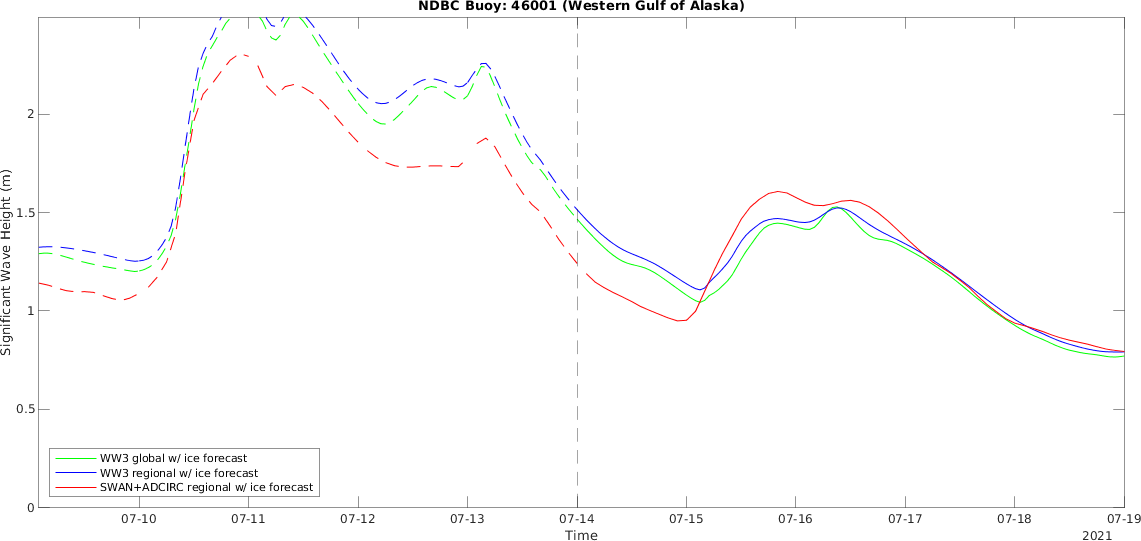 NDBC Buoy: 46001 (Western Gulf of Alaska)
Significant Wave Height (m)
2
1.5
1
0.5
0
WW3 global w/ ice forecast
WW3 regional w/ ice forecast
SWAN+ADCIRC regional w/ ice forecast
07-10 07-11 07-12 07-13 07-14 07-15 07-16 07-17 07-18 07-19
Time
2021